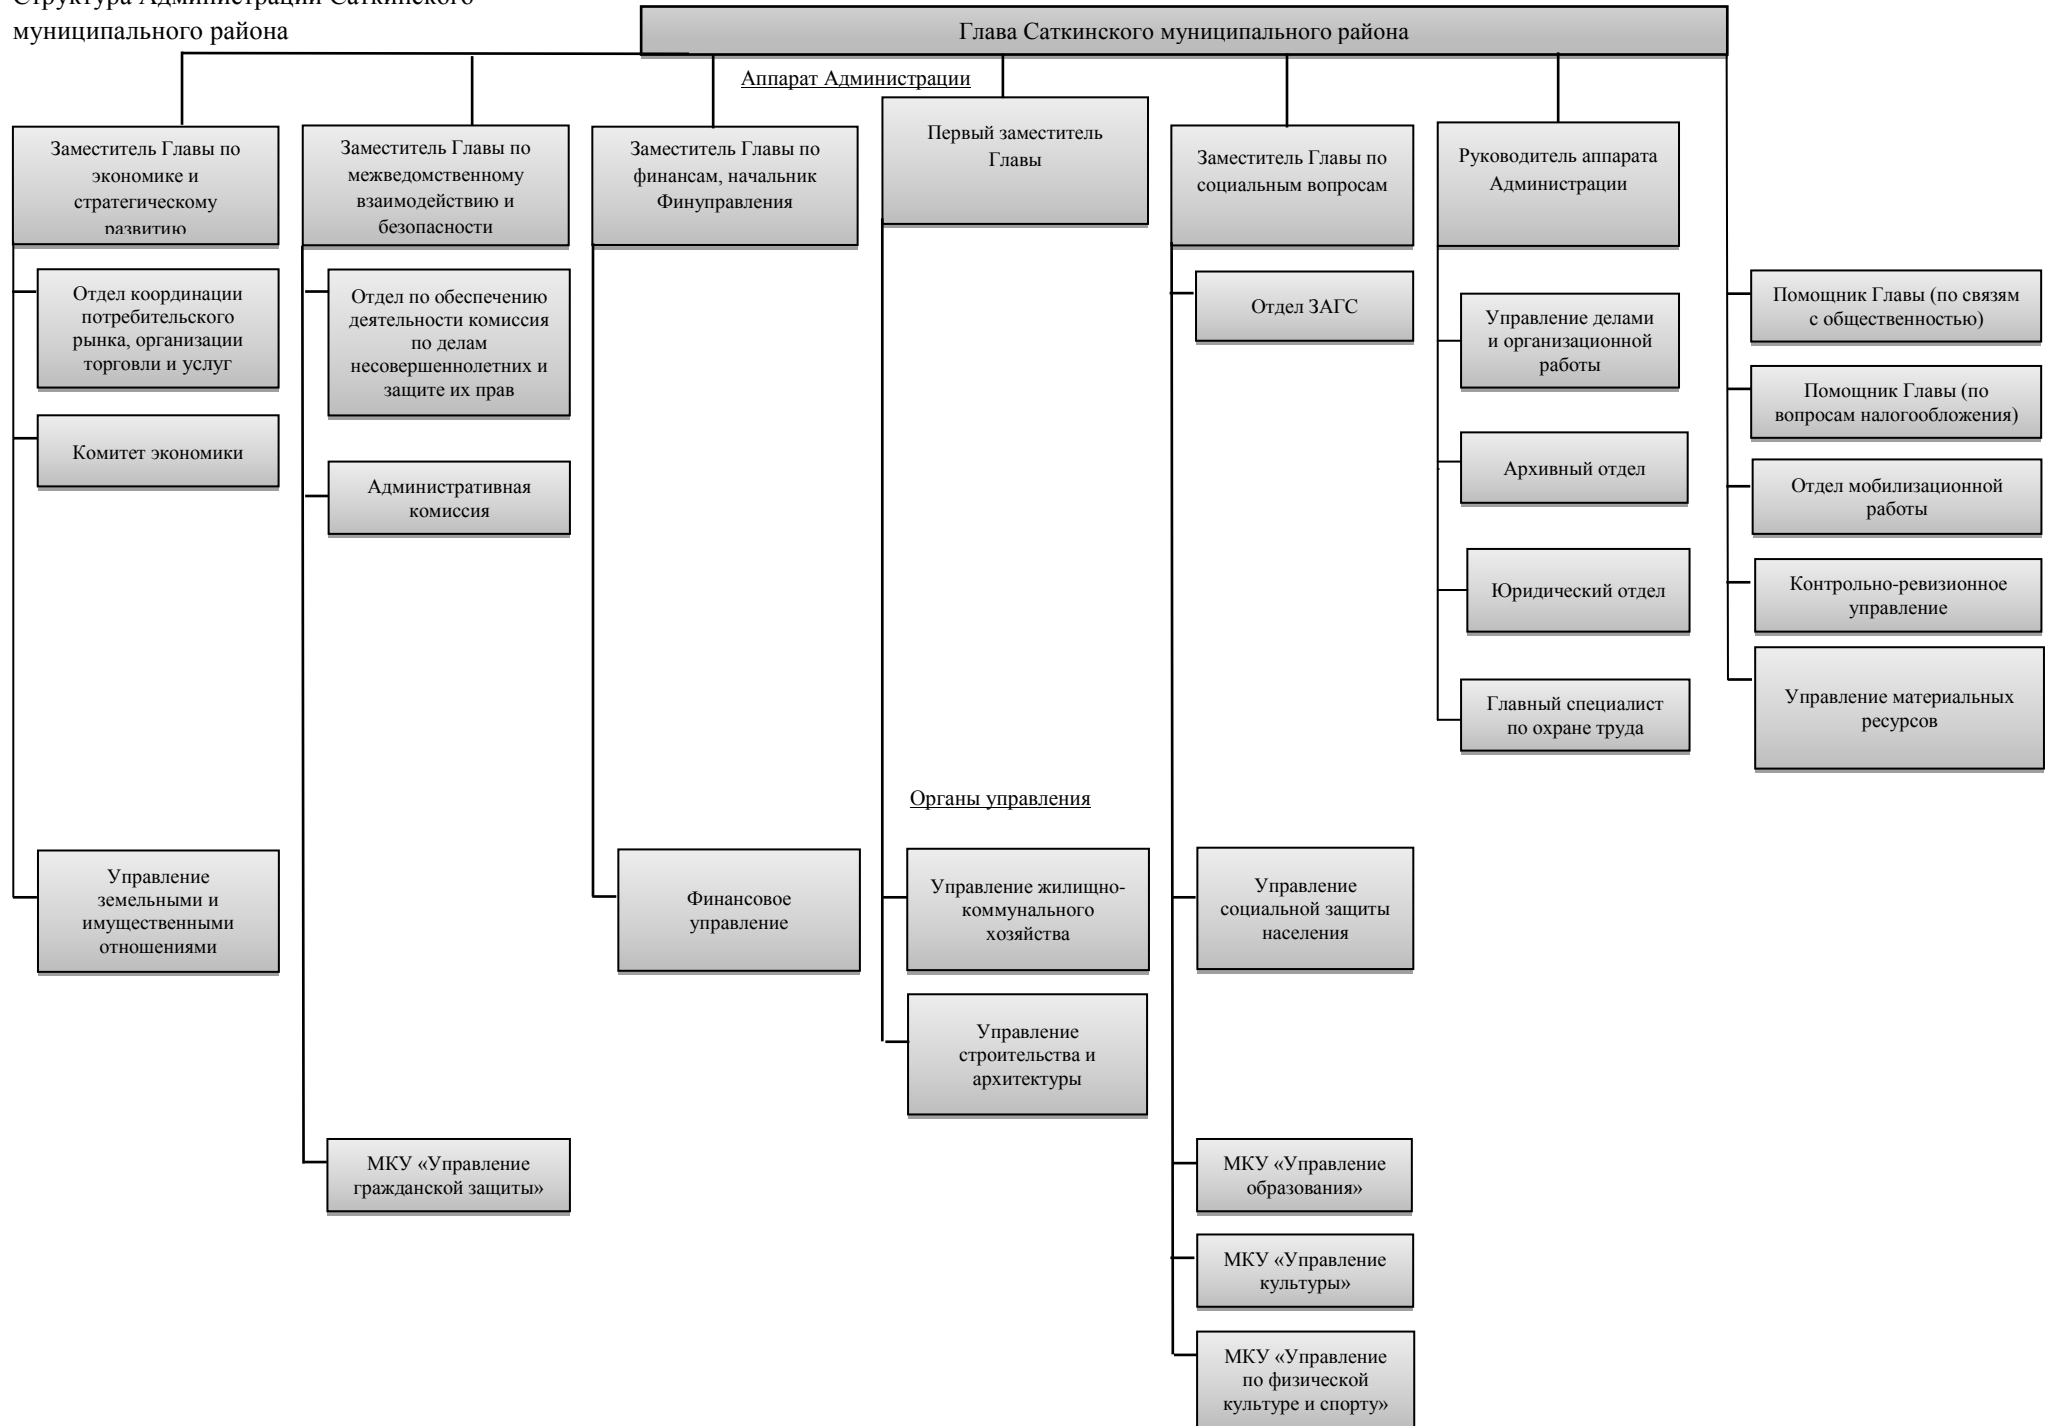 Структура Администрации Саткинского
муниципального района
Глава Саткинского муниципального района
Аппарат Администрации
Заместитель Главы по
экономике и
стратегическому
развитию
Заместитель Главы по
межведомственному
взаимодействию и
безопасности
Заместитель Главы по
финансам, начальник
Финуправления
Первый заместитель
Главы
Заместитель Главы по
социальным вопросам
Руководитель аппарата
Администрации
Отдел координации
потребительского
рынка, организации
торговли и услуг
Отдел по обеспечению
деятельности комиссия
по делам
несовершеннолетних и
защите их прав
Отдел ЗАГС
Управление делами
и организационной
работы
Помощник Главы (по связям
с общественностью)
Помощник Главы (по
вопросам налогообложения)
Комитет экономики
Административная
комиссия
Архивный отдел
Отдел мобилизационной
работы
Юридический отдел
Контрольно-ревизионное
управление
Главный специалист
по охране труда
Управление материальных
ресурсов
Органы управления
Управление
земельными и
имущественными
отношениями
Финансовое
управление
Управление жилищно-
коммунального
хозяйства
Управление
социальной защиты
населения
Управление
строительства и
архитектуры
МКУ «Управление
гражданской защиты»
МКУ «Управление
образования»
МКУ «Управление
культуры»
МКУ «Управление
по физической
культуре и спорту»